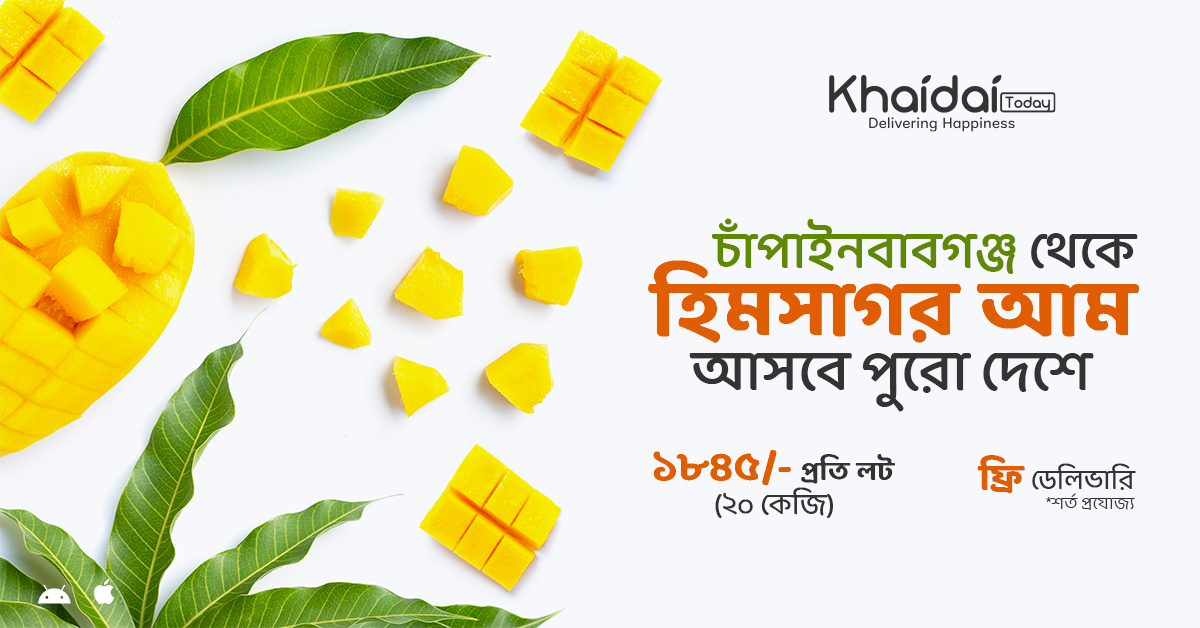 Khaidai Today
Delivering Happiness
চাঁপাইনবাবগঞ্জ থেকে
হিমসাগর আম
আসবে পুরো দেশে
১৮৪৫/- প্রতি লট
(২০ কেজি)
ফ্রি ডেলিভারি
*শর্ত প্রযোজ্য